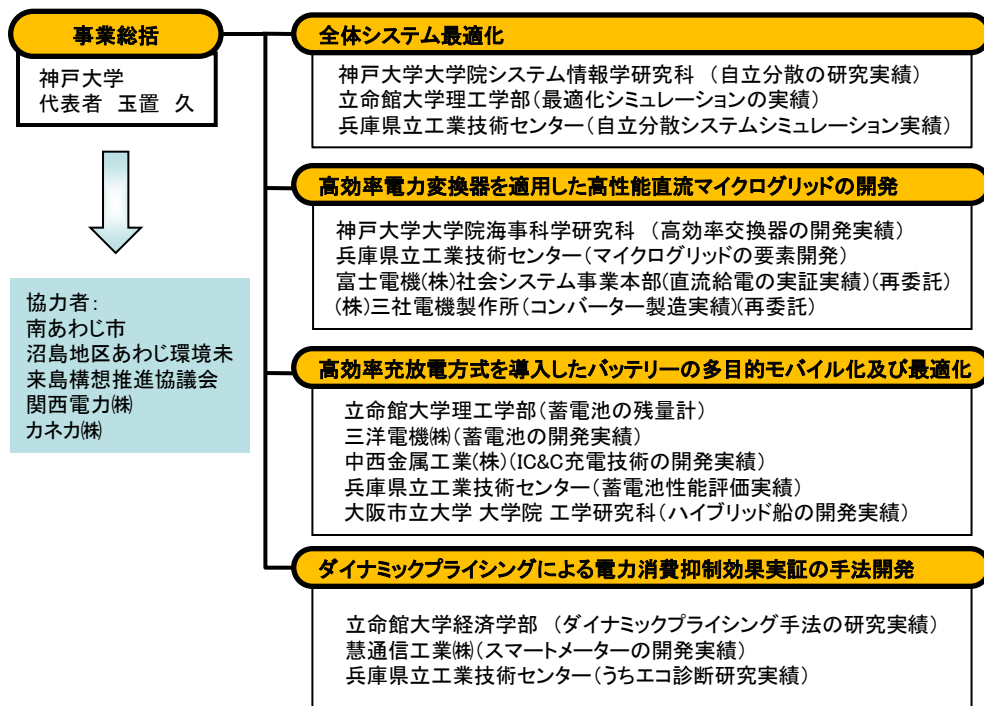 事業総括
神戸大学
代表者 玉置 久
協力者:
南あわじ市
沼島地区あわじ環境未
来島構想推進協議会
関西電力㈱
カネカ㈱
全体システム最適化
神戸大学大学院システム情報学研究科 （自立分散の研究実績）
立命館大学理工学部（最適化シミュレーションの実績）
兵庫県立工業技術センター（自立分散システムシミュレーション実績）
高効率電力変換器を適用した高性能直流マイクログリッドの開発
神戸大学大学院海事科学研究科 （高効率交換器の開発実績）
兵庫県立工業技術センター（マイクログリッドの要素開発）
富士電機(株)社会システム事業本部(直流給電の実証実績)(再委託)
(株)三社電機製作所(コンバーター製造実績)(再委託)
高効率充放電方式を導入したバッテリーの多目的モバイル化及び最適化
立命館大学理工学部（蓄電池の残量計）
三洋電機㈱（蓄電池の開発実績）
中西金属工業(株)(IC&C充電技術の開発実績)
兵庫県立工業技術センター（蓄電池性能評価実績）
大阪市立大学 大学院 工学研究科（ハイブリッド船の開発実績）
ダイナミックプライシングによる電力消費抑制効果実証の手法開発
立命館大学経済学部 （ダイナミックプライシング手法の研究実績）
慧通信工業㈱（スマートメーターの開発実績）
兵庫県立工業技術センター（うちエコ診断研究実績）